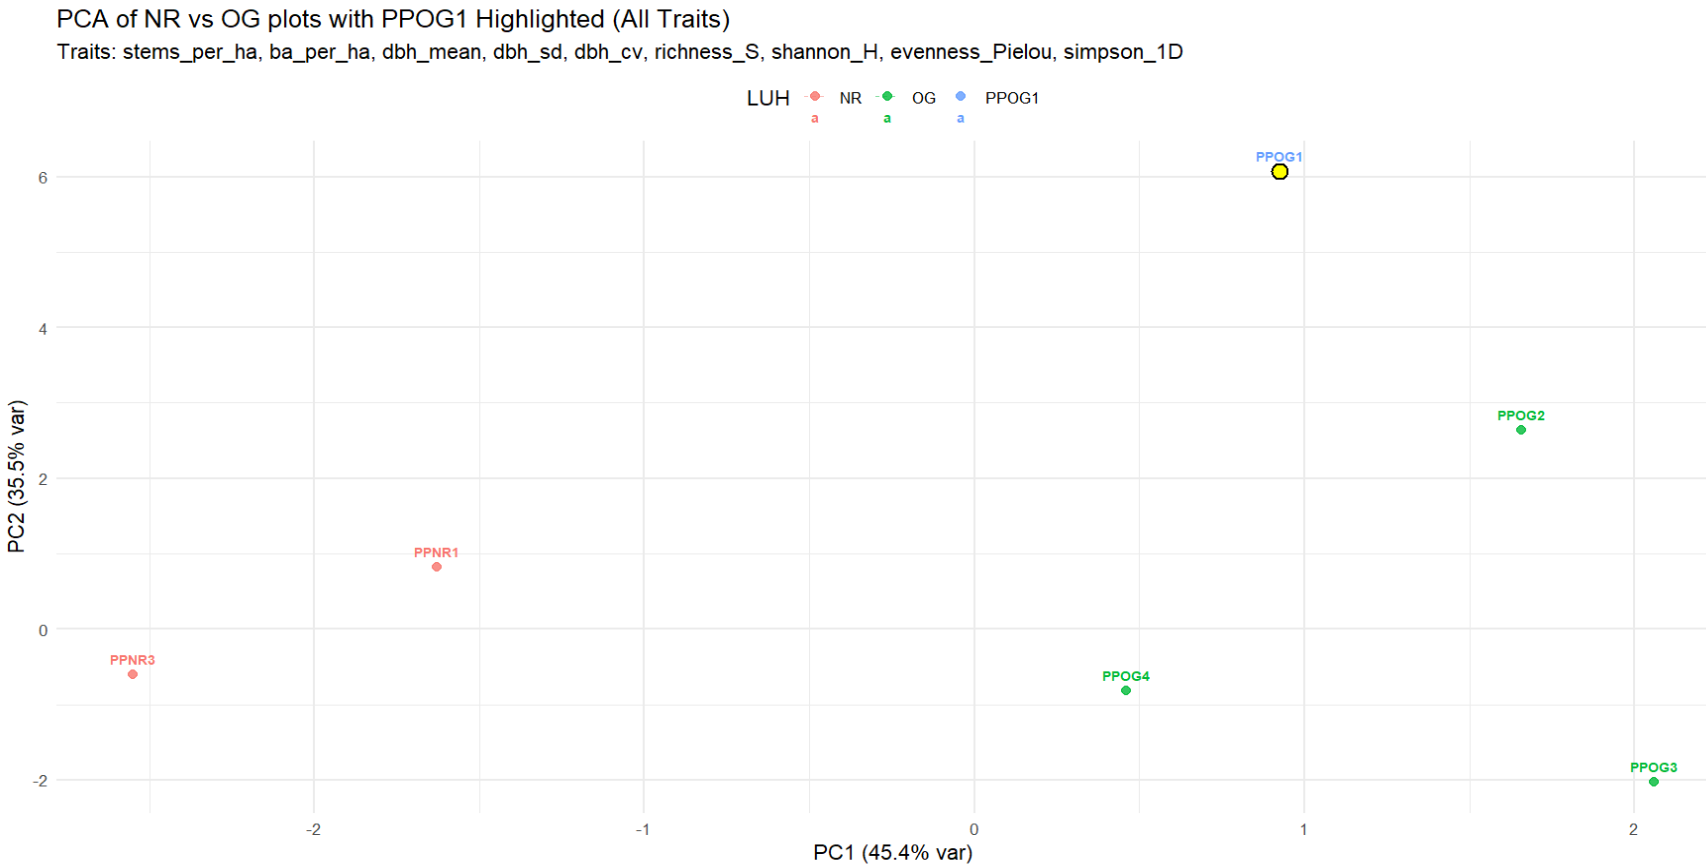 PCA of NR vs OG plots with PPOG1 Highlighted (All Traits)
Traits: stems_per_ha, ba_per_ha, dbh_mean, dbh_sd, dbh_cv, richness_S, shannon_H, evenness_Pielou, simpson_1D
LUH NR OG PPOG1
a a a
PPOG1
6
PPOG2
4
2
PPNR1
0
PPNR3
PPOG4
PPOG3
-2
PC2 (35.5% var)
-2 -1 0 1 2
PC1 (45.4% var)